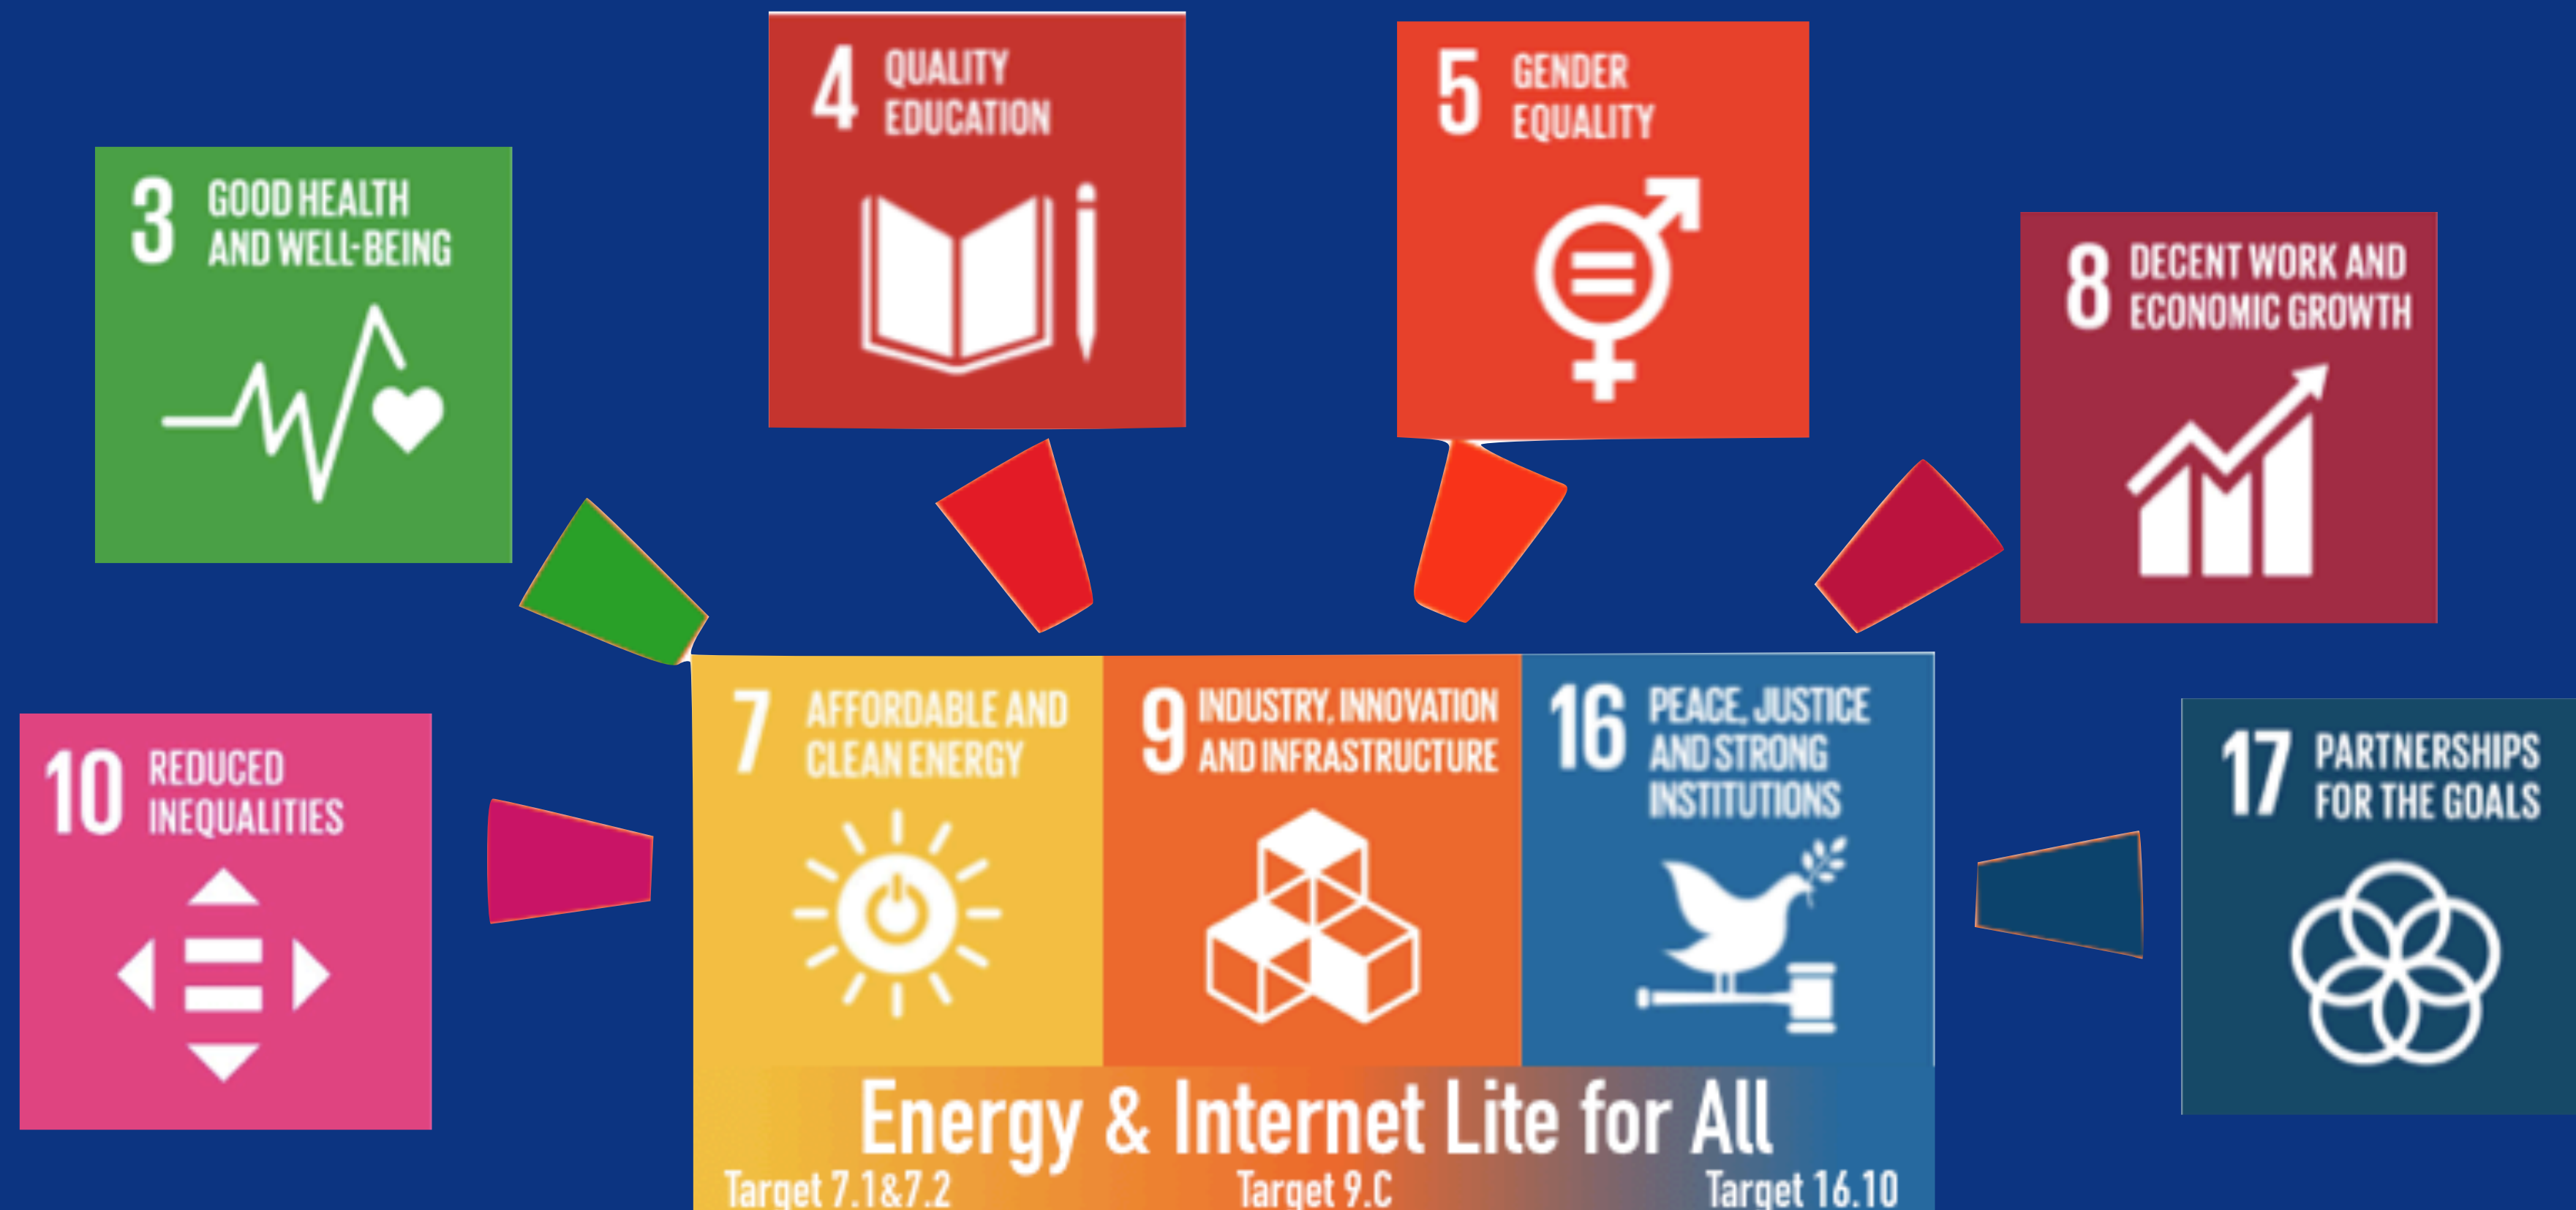 4 QUALITY
EDUCATION
5 GENDER
EQUALITY
3 GOOD HEALTH
AND WELL-BEING
8 DECENT WORK AND
ECONOMIC GROWTH
10 REDUCED
INEQUALITIES
7 AFFORDABLE AND
CLEAN ENERGY
9 INDUSTRY, INNOVATION
AND INFRASTRUCTURE
16 PEACE, JUSTICE
AND STRONG
INSTITUTIONS
17 PARTNERSHIPS
FOR THE GOALS
Energy & Internet Lite for All
Target 7.1&7.2
Target 9.C
Target 16.10